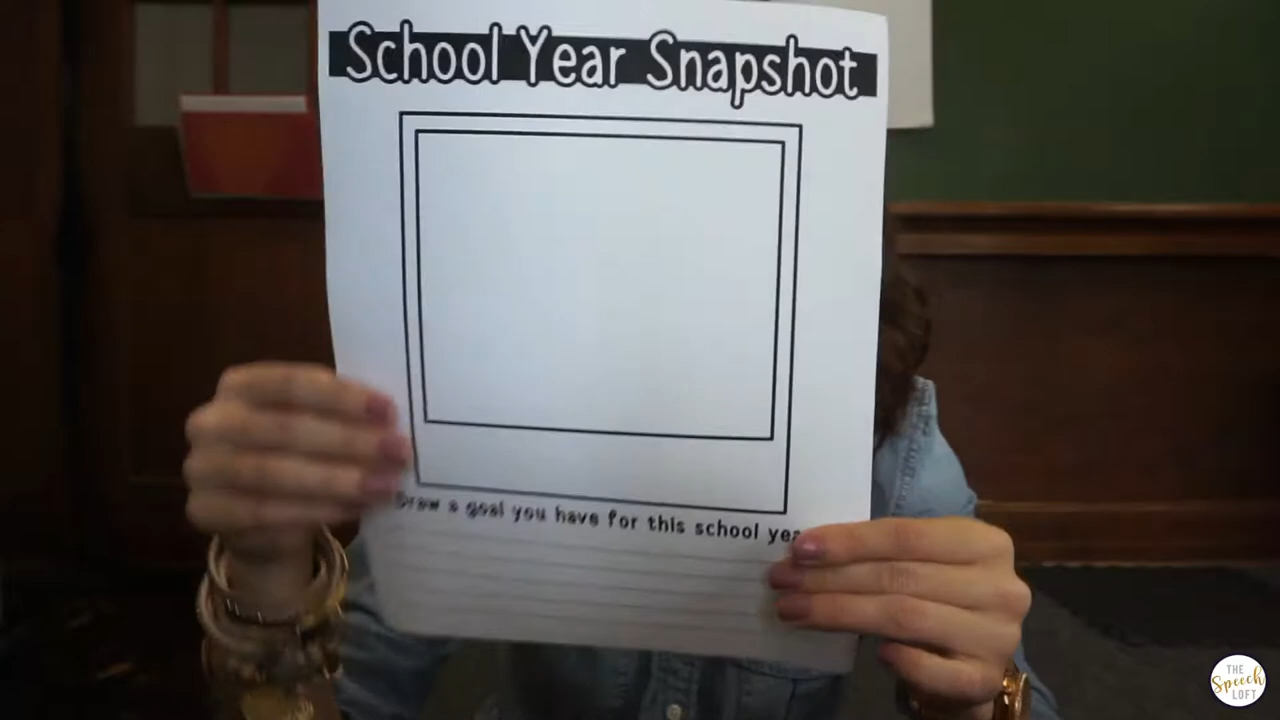 School Year Snapshot
Draw a goal you have for this school
THE
Speech
LOFT